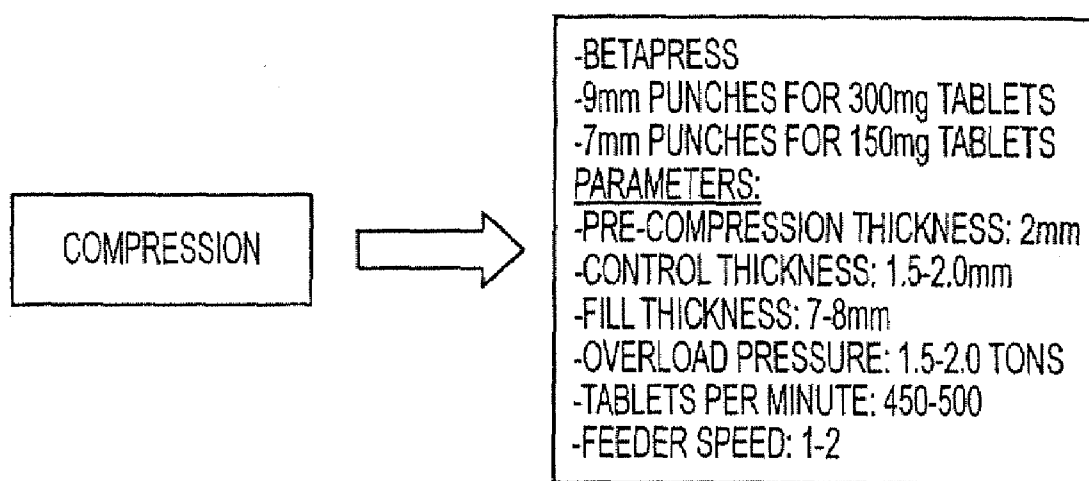 COMPRESSION
-BETAPRESS
-9mm PUNCHES FOR 300mg TABLETS
-7mm PUNCHES FOR 150mg TABLETS
PARAMETERS:
-PRE-COMPRESSION THICKNESS: 2mm
-CONTROL THICKNESS: 1.5-2.0mm
-FILL THICKNESS: 7-8mm
-OVERLOAD PRESSURE: 1.5-2.0 TONS
-TABLETS PER MINUTE: 450-500
-FEEDER SPEED: 1-2